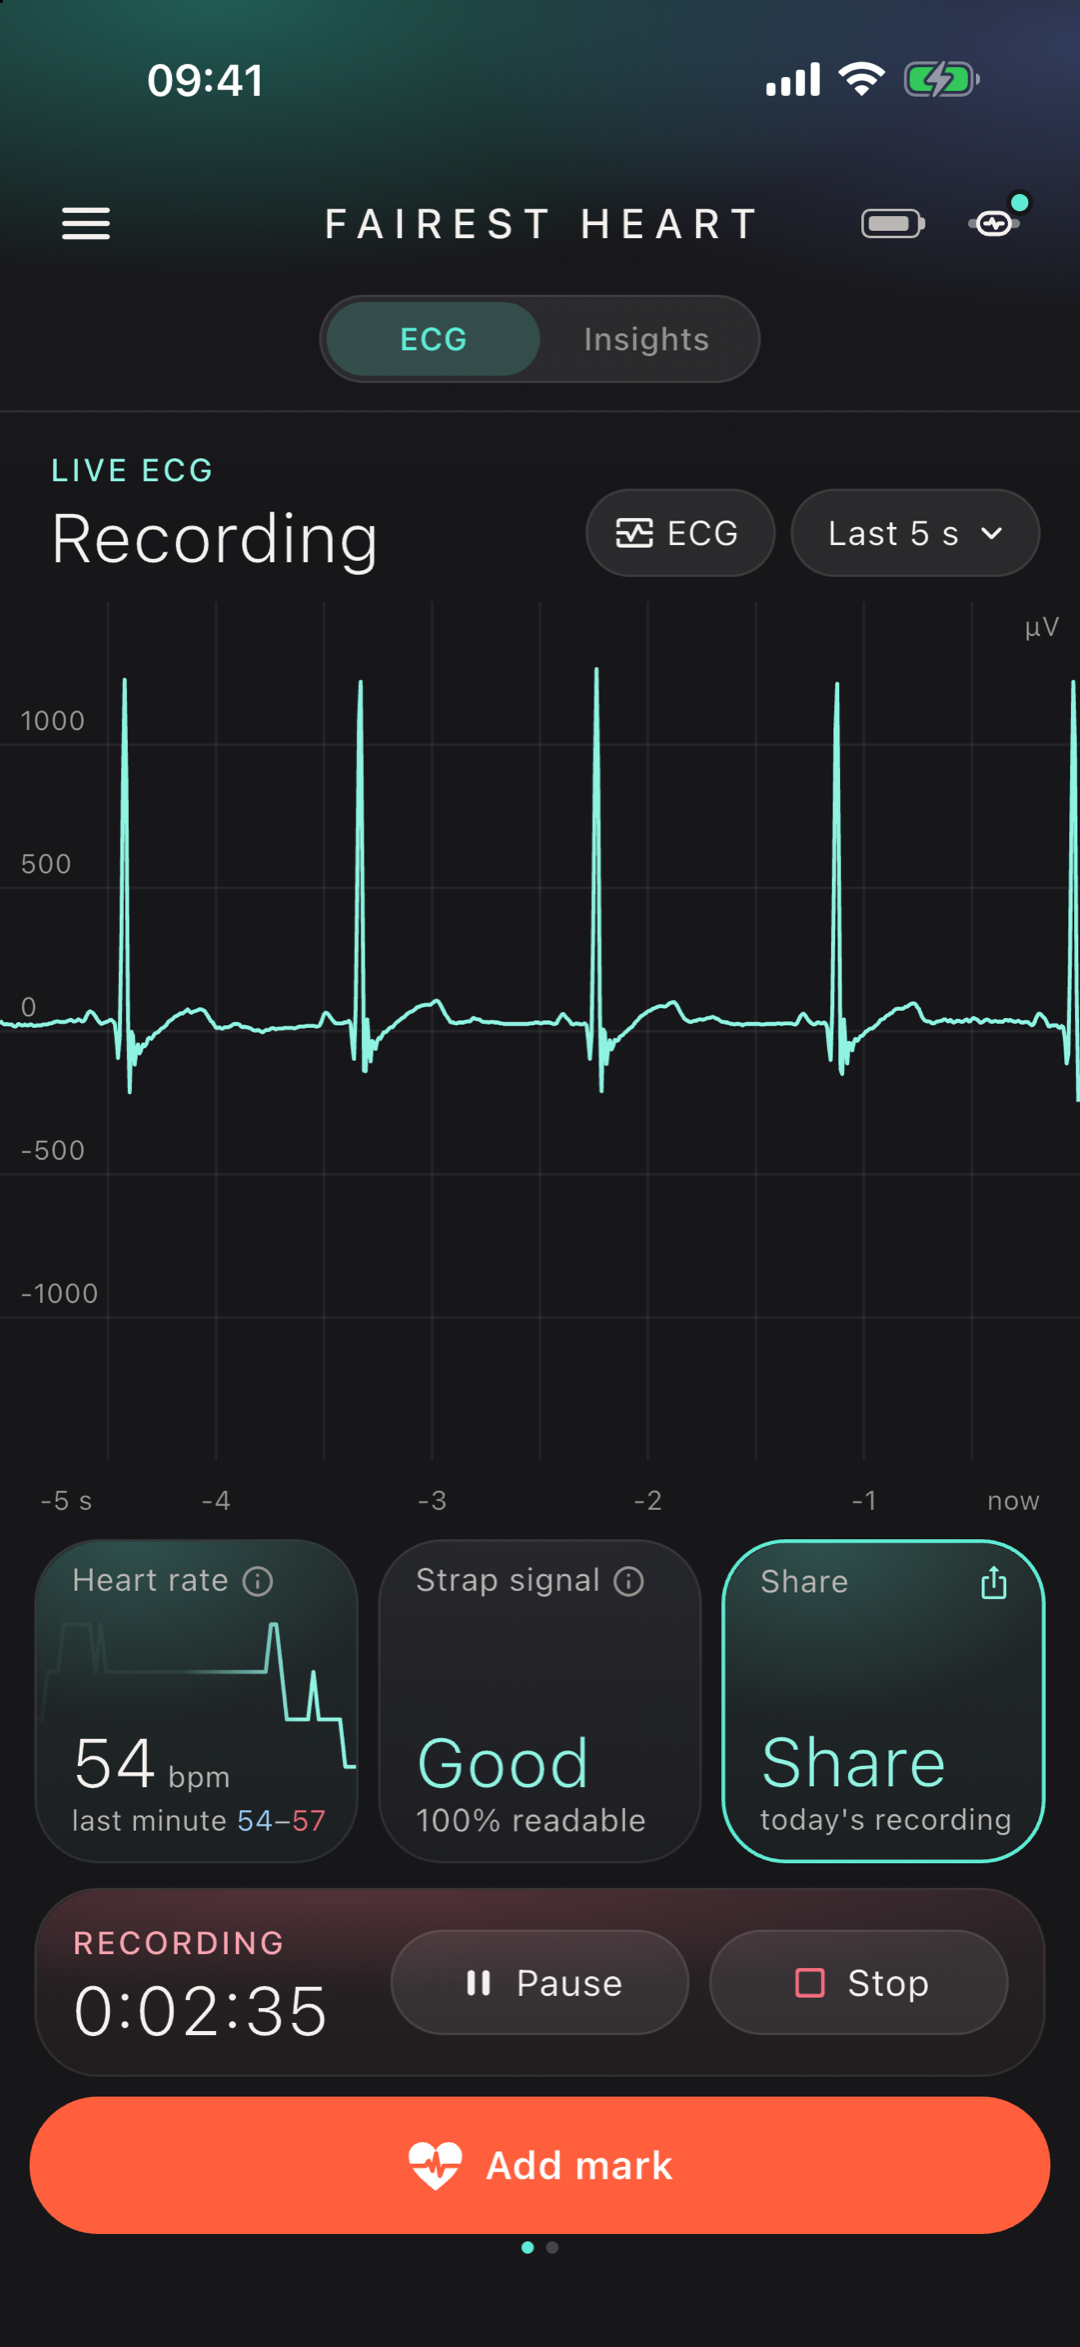 09:41
FAIREST HEART
ECG
Insights
LIVE ECG
Recording
ECG
Last 5 s
µV
1000
500
0
-500
-1000
-5 s
-4
-3
-2
-1
now
Heart rate
54 bpm
last minute 54–57
Strap signal
Good
100% readable
Share
Share
today's recording
RECORDING
0:02:35
Pause
Stop
Add mark